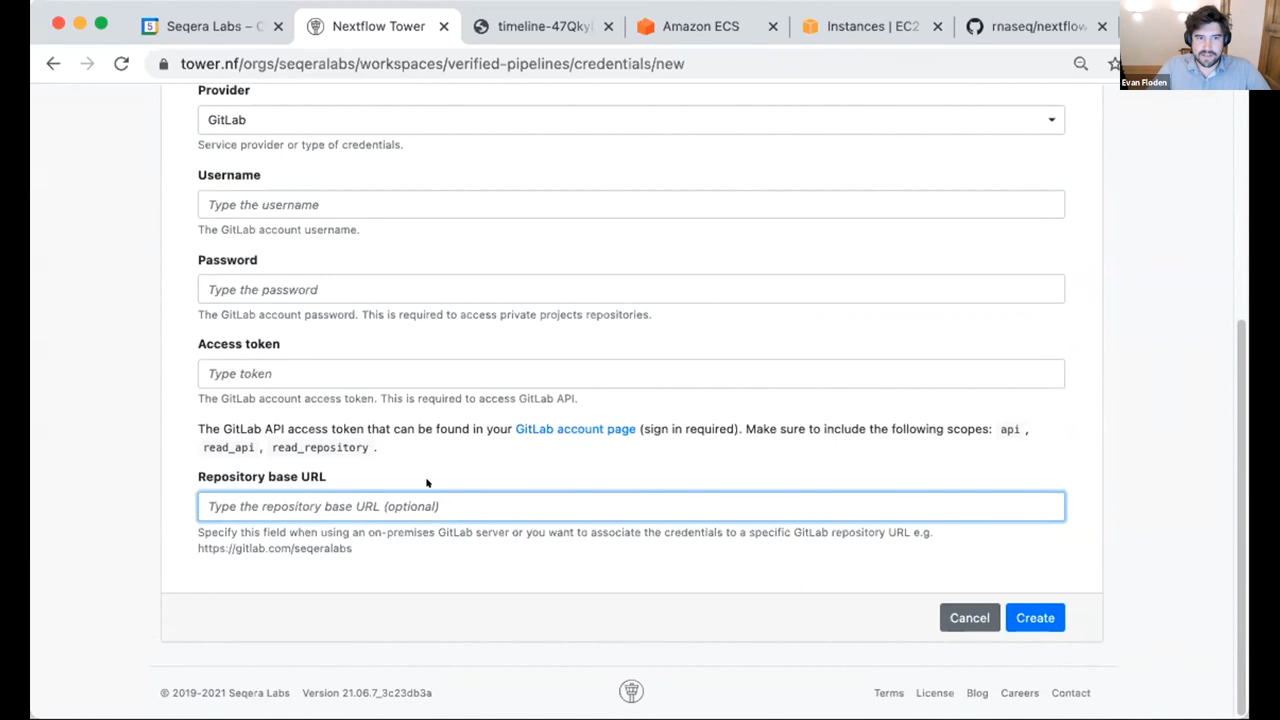 Seqera Labs – C
Nextflow Tower
timeline-47Qkyl
Amazon ECS
Instances | EC2
rnaseq/nextflow
tower.nf/orgs/seqeralabs/workspaces/verified-pipelines/credentials/new
Evan Floden
Provider
GitLab
Service provider or type of credentials.
Username
Type the username
The GitLab account username.
Password
Type the password
The GitLab account password. This is required to access private projects repositories.
Access token
Type token
The GitLab account access token. This is required to access GitLab API.
The GitLab API access token that can be found in your GitLab account page (sign in required). Make sure to include the following scopes: api ,
read_api , read_repository .
Repository base URL
Type the repository base URL (optional)
Specify this field when using an on-premises GitLab server or you want to associate the credentials to a specific GitLab repository URL e.g.
https://gitlab.com/seqeralabs
Cancel
Create
© 2019-2021 Seqera Labs Version 21.06.7_3c23db3a
Terms License Blog Careers Contact